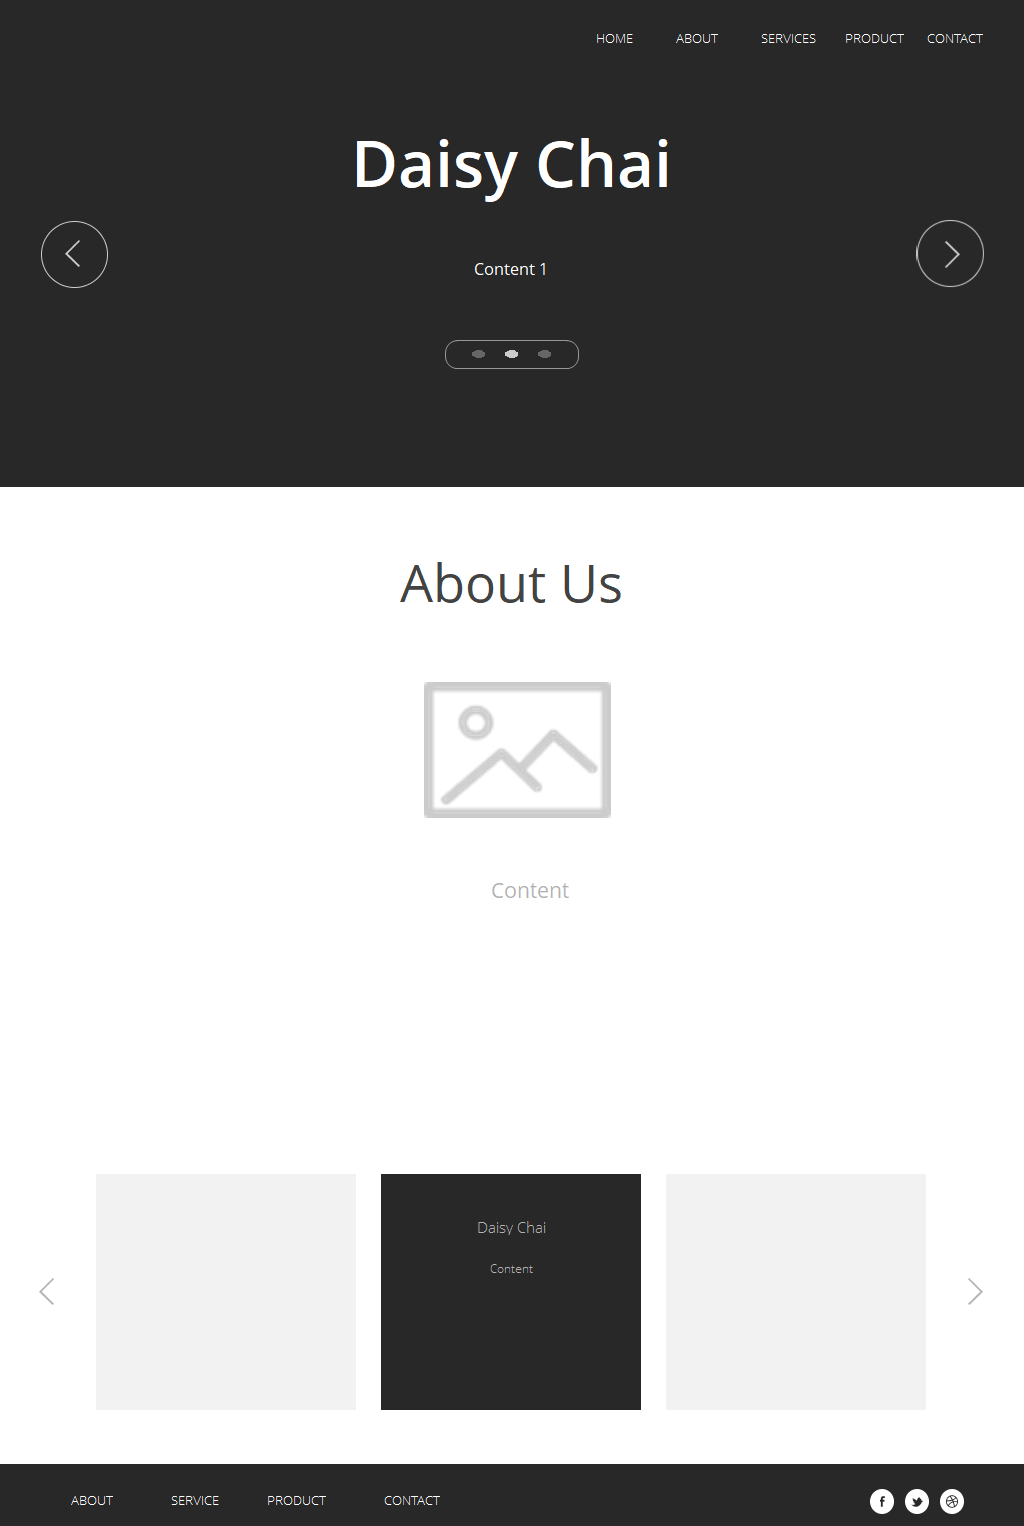 HOME ABOUT SERVICES PRODUCT CONTACT
Daisy Chai
Content 1
About Us
Content
Daisy Chai
Content
ABOUT SERVICE PRODUCT CONTACT